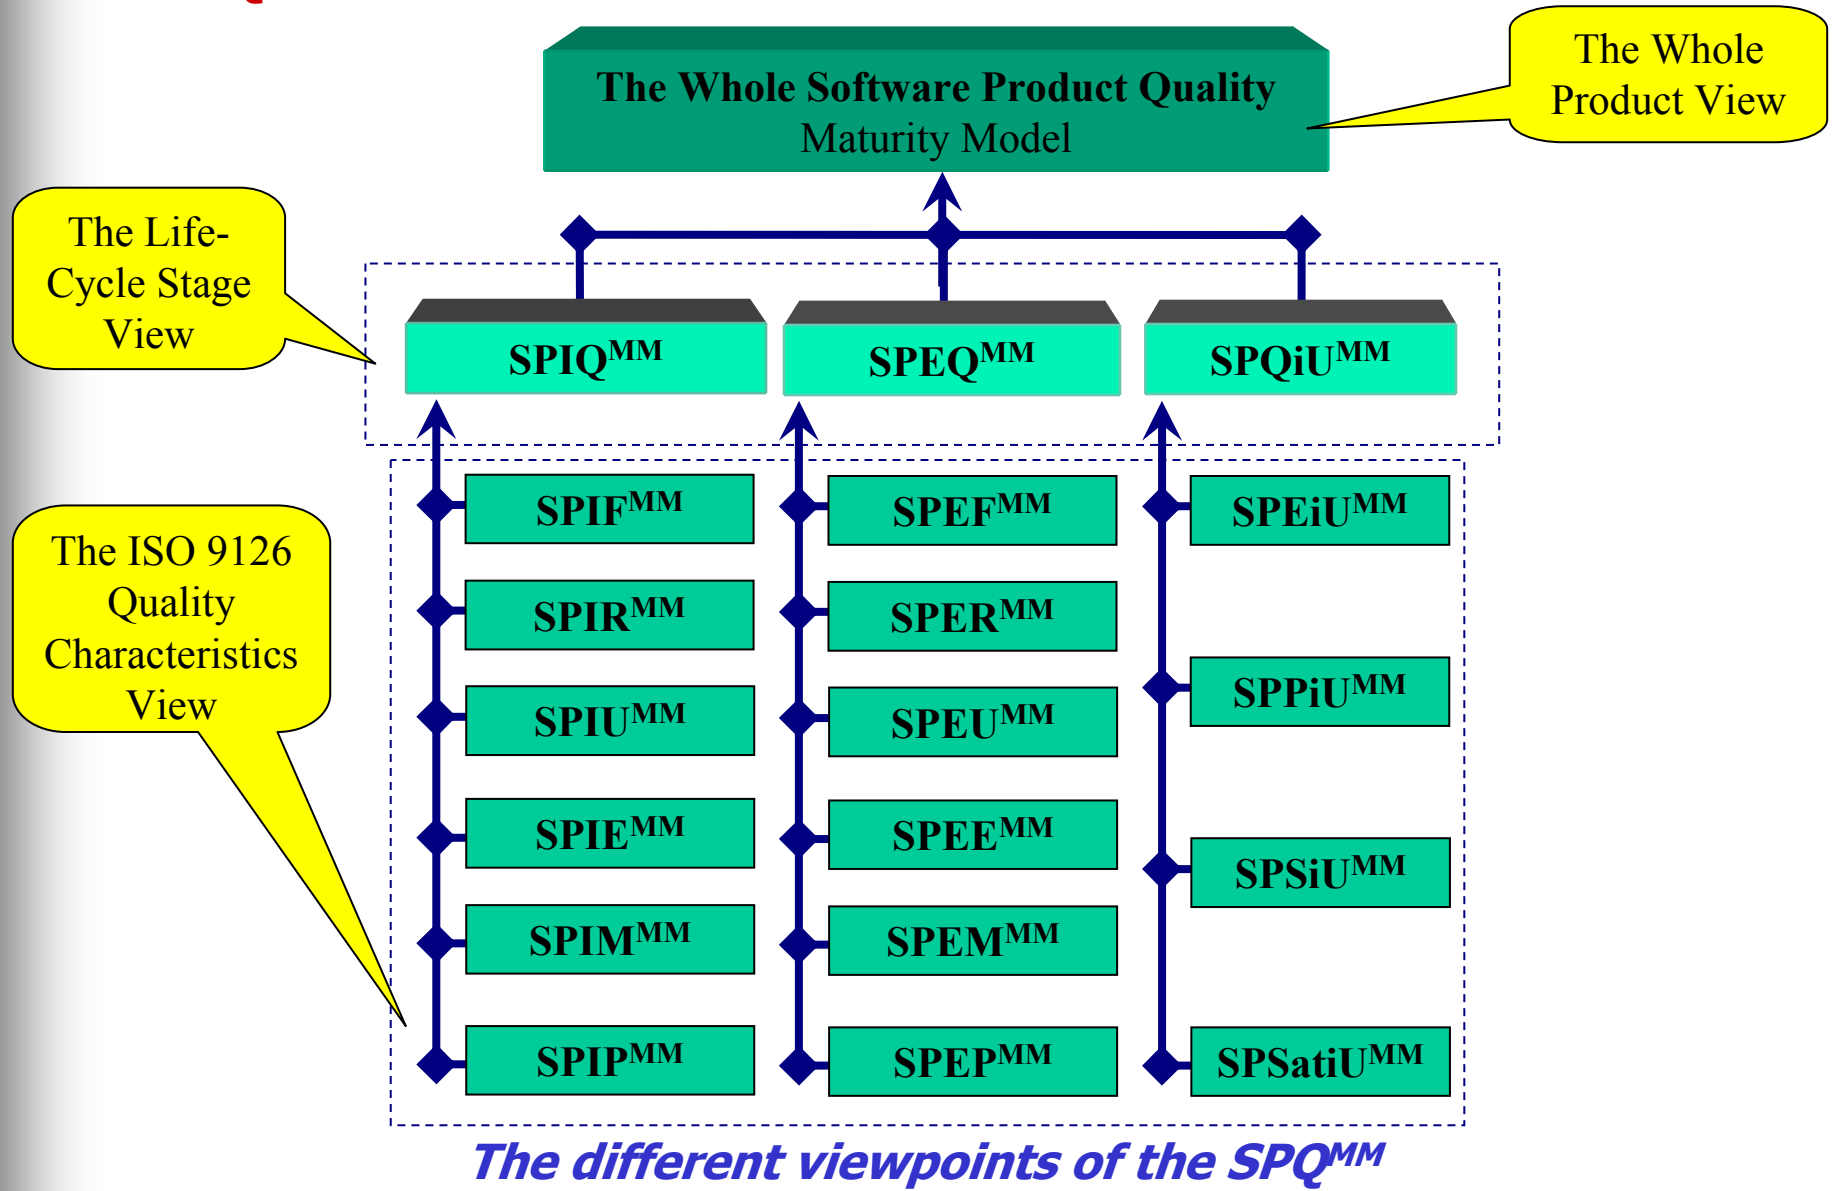 The Whole Software Product Quality
Maturity Model
The Whole
Product View
The Life-
Cycle Stage
View
SPIQMM
SPEQMM
SPQiUMM
The ISO 9126
Quality
Characteristics
View
SPIFMM
SPEFMM
SPEiUMM
SPIRMM
SPERMM
SPPiUMM
SPIUMM
SPEUMM
SPSiUMM
SPIEMM
SPEEMM
SPIMMM
SPEMMM
SPIPMM
SPEPMM
SPSatiUMM
The different viewpoints of the SPQMM